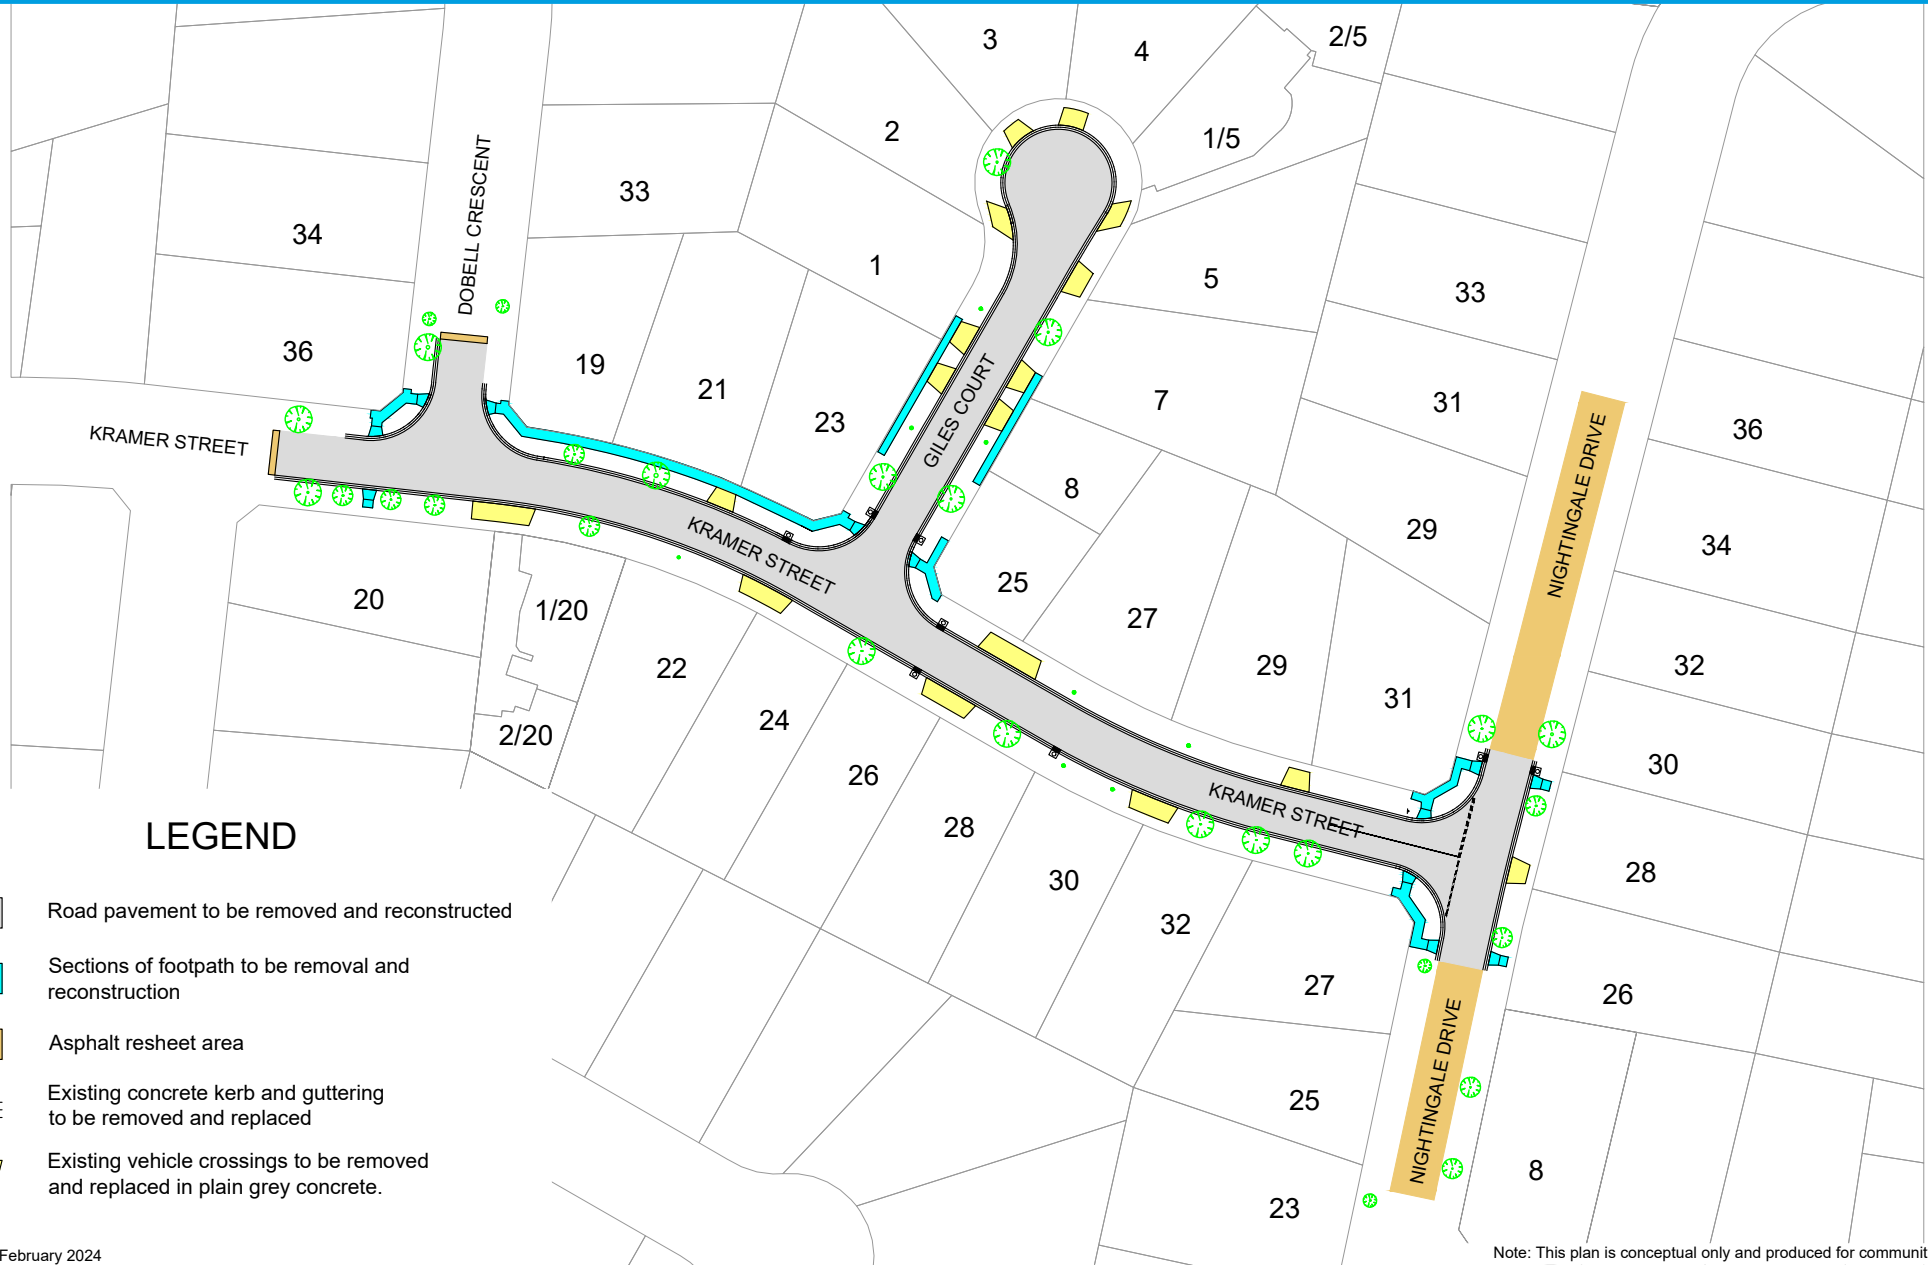 3
4
2/5
2
1/5
33
34
DOBELL CRESCENT
1
5
33
36
19
21
23
7
31
36
KRAMER STREET
GILES COURT
8
29
34
NIGHTINGALE DRIVE
KRAMER STREET
25
20
1/20
27
22
29
32
31
24
2/20
26
30
KRAMER STREET
28
30
28
32
27
26
25
NIGHTINGALE DRIVE
8
23
LEGEND
Road pavement to be removed and reconstructed
Sections of footpath to be removal and
reconstruction
Asphalt resheet area
Existing concrete kerb and guttering
to be removed and replaced
Existing vehicle crossings to be removed
and replaced in plain grey concrete.
February 2024
Note: This plan is conceptual only and produced for communit